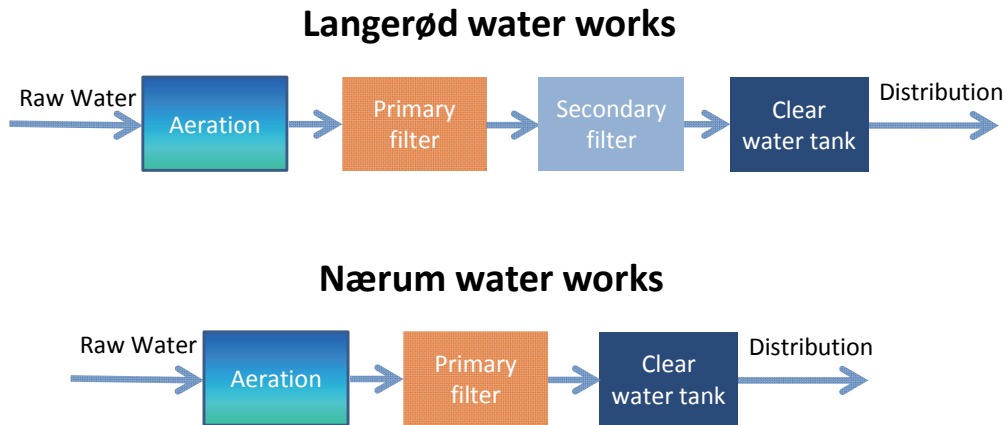 Langerød water works
Raw Water
Aeration
Primary
filter
Secondary
filter
Clear
water tank
Distribution
Nærum water works
Raw Water
Aeration
Primary
filter
Clear
water tank
Distribution